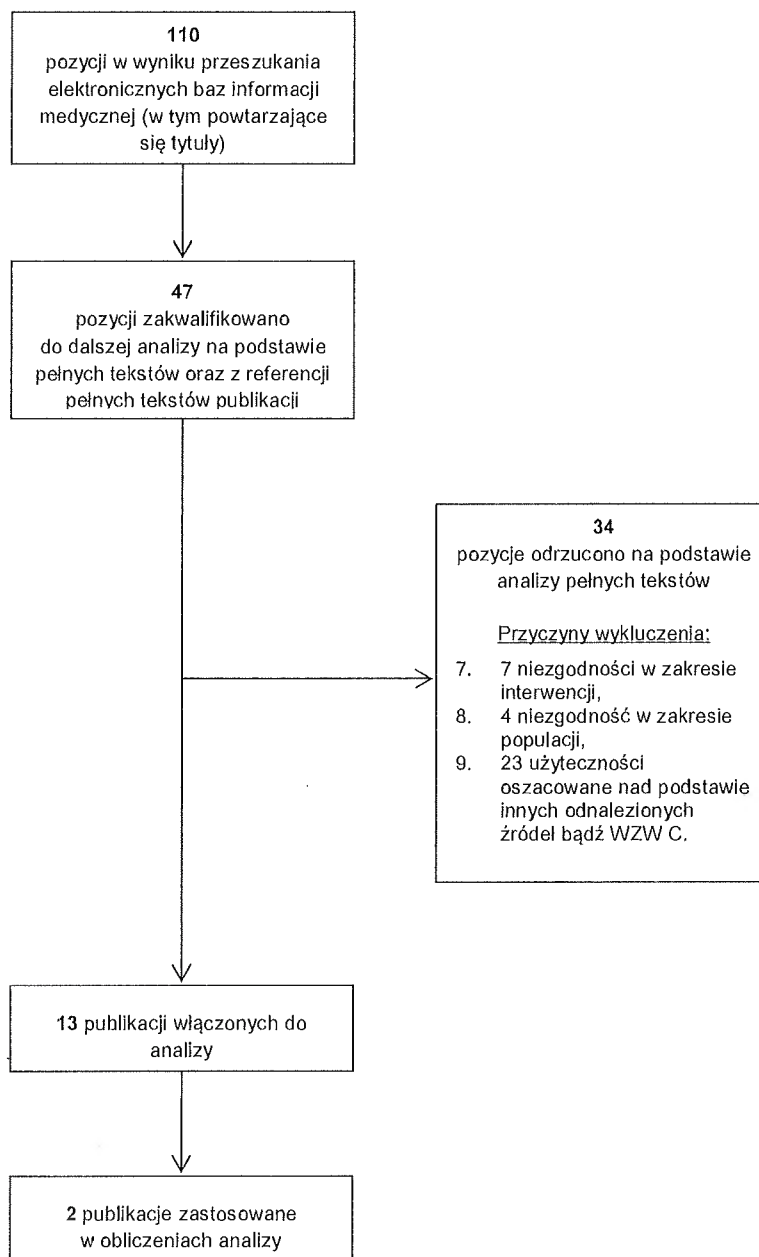 110
pozycji w wyniku przeszukania
elektronicznych baz informacji
medycznej (w tym powtarzające
się tytuły)
47
pozycji zakwalifikowano
do dalszej analizy na podstawie
pełnych tekstów oraz z referencji
pełnych tekstów publikacji
34
pozycje odrzucono na podstawie
analizy pełnych tekstów
Przyczyny wykluczenia:
7. 7 niezgodności w zakresie
interwencji,
8. 4 niezgodność w zakresie
populacji,
9. 23 użyteczności
oszacowane nad podstawie
innych odnalezionych
źródeł bądź WZW C.
13 publikacji włączonych do
analizy
2 publikacje zastosowane
w obliczeniach analizy